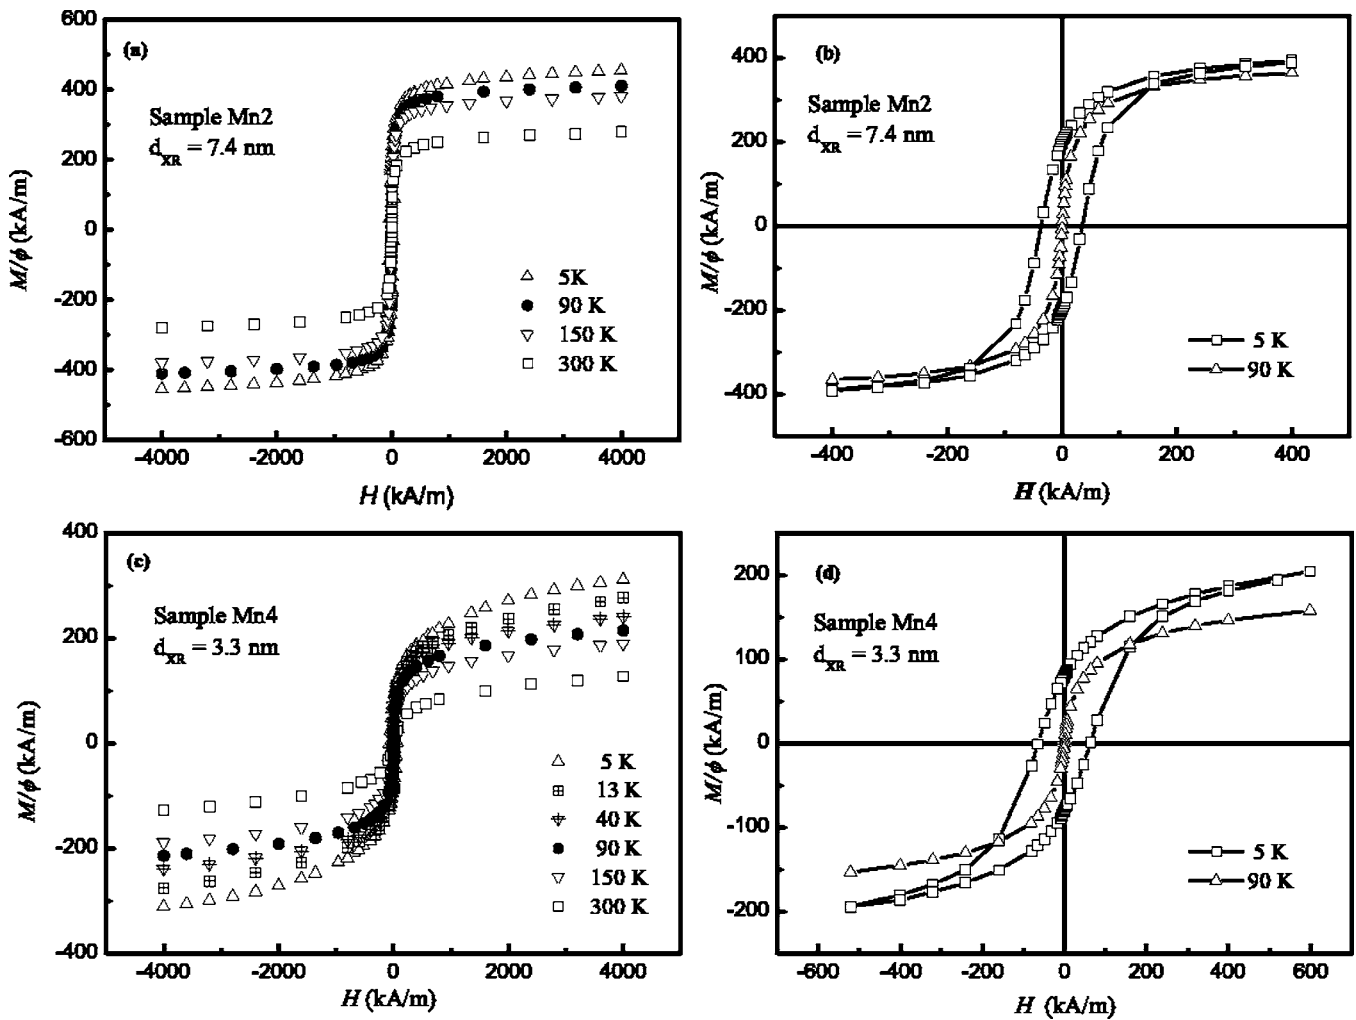 (a)
Sample Mn2
d_XR = 7.4 nm
600
400
200
0
-200
-400
-600
M/ϕ (kA/m)
5K
90 K
150 K
300 K
-4000 -2000 0 2000 4000
H (kA/m)
(b)
Sample Mn2
d_XR = 7.4 nm
400
200
0
-200
-400
M/ϕ (kA/m)
5 K
90 K
-400 -200 0 200 400
H (kA/m)
(c)
Sample Mn4
d_XR = 3.3 nm
400
200
0
-200
-400
M/ϕ (kA/m)
5 K
13 K
40 K
90 K
150 K
300 K
-4000 -2000 0 2000 4000
H (kA/m)
(d)
Sample Mn4
d_XR = 3.3 nm
200
100
0
-100
-200
M/ϕ (kA/m)
5 K
90 K
-600 -400 -200 0 200 400 600
H (kA/m)